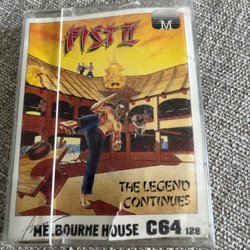 M
FIST II
THE LEGEND
CONTINUES
MELBOURNE HOUSE C64 128